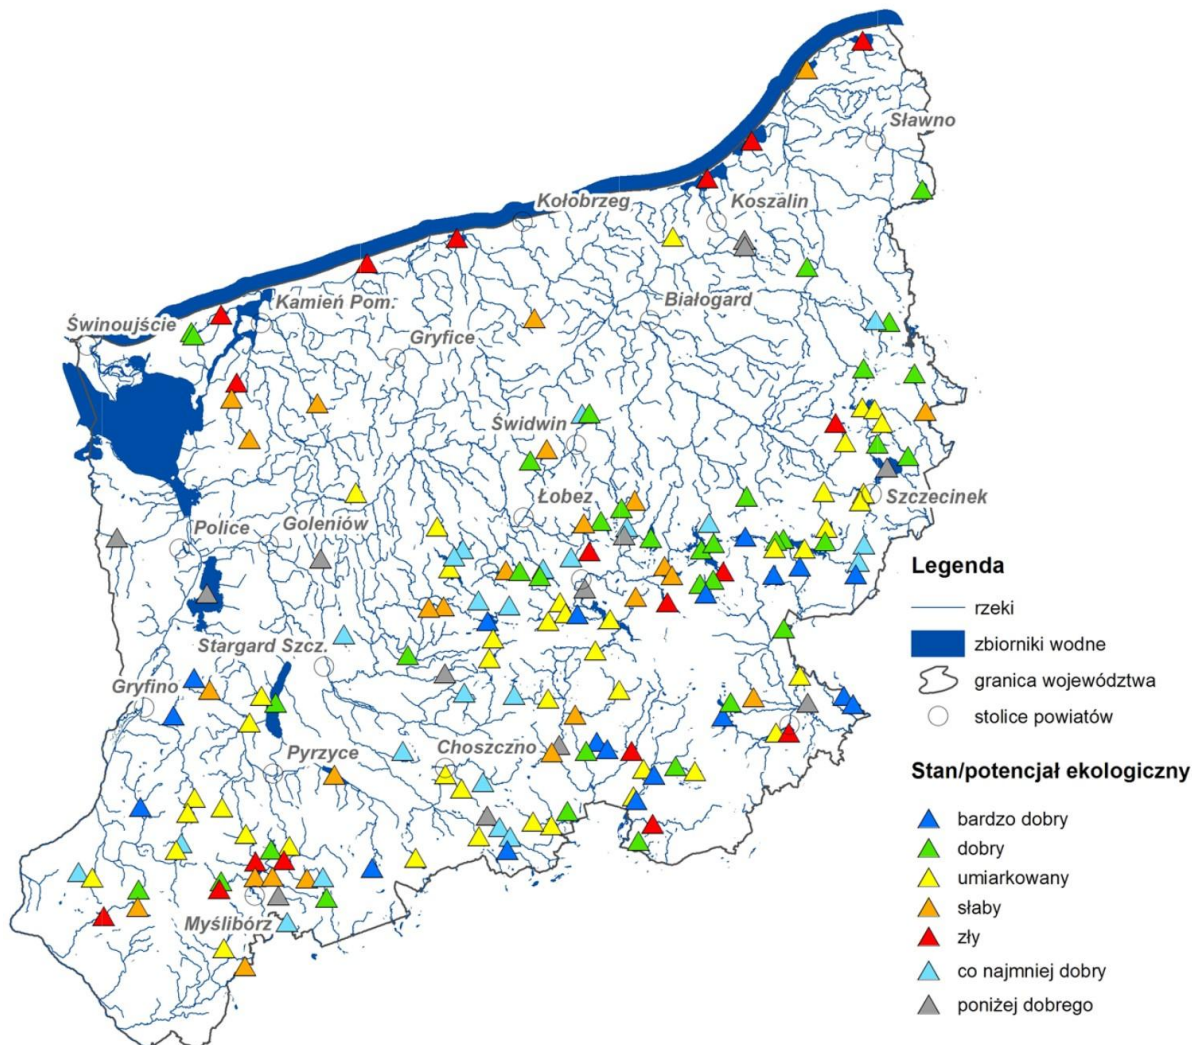 Sławno
Kołobrzeg
Koszalin
Kamień Pom.
Białogard
Świnoujście
Gryfice
Świdwin
Łobez
Szczecinek
Police
Goleniów
Stargard Szcz.
Gryfino
Pyrzyce
Choszczno
Myślibórz
Legenda
rzeki
zbiorniki wodne
granica województwa
stolice powiatów
Stan/potencjał ekologiczny
bardzo dobry
dobry
umiarkowany
słaby
zły
co najmniej dobry
poniżej dobrego